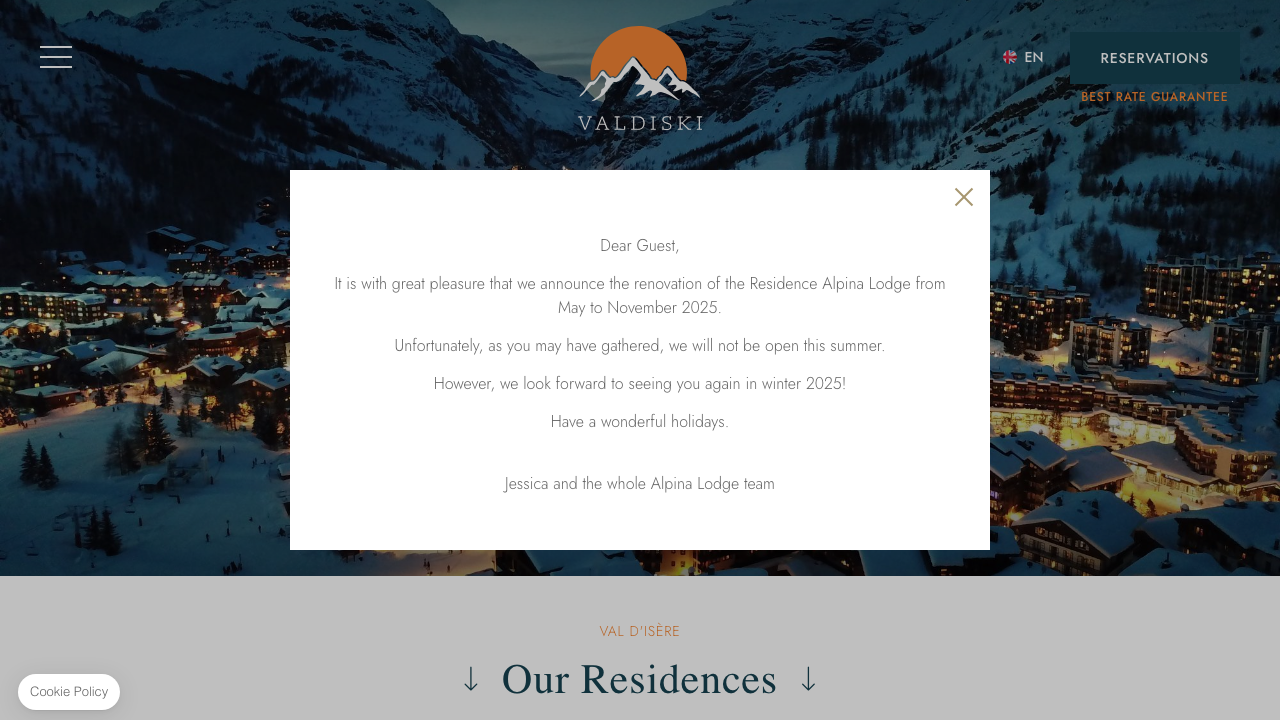 VALDISKI
EN
RESERVATIONS
BEST RATE GUARANTEE
Dear Guest,
It is with great pleasure that we announce the renovation of the Residence Alpina Lodge from
May to November 2025.
Unfortunately, as you may have gathered, we will not be open this summer.
However, we look forward to seeing you again in winter 2025!
Have a wonderful holidays.
Jessica and the whole Alpina Lodge team
VAL D'ISÈRE
Our Residences
Cookie Policy